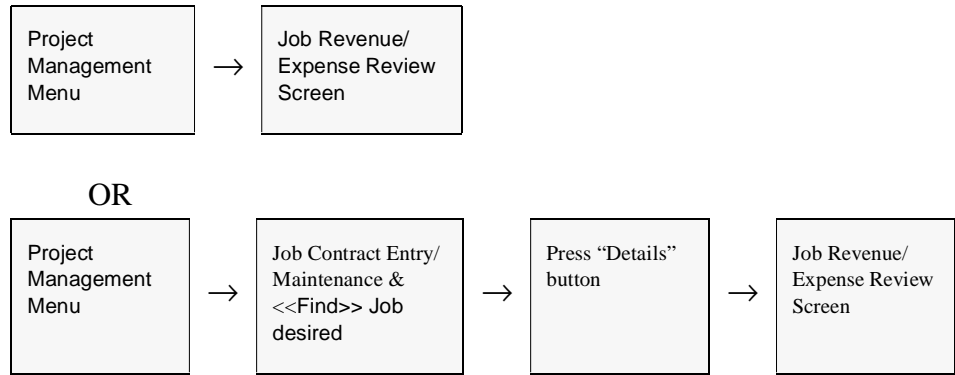 Project
Management
Menu
→
Job Revenue/
Expense Review
Screen
OR
Project
Management
Menu
→
Job Contract Entry/
Maintenance &
<<Find>> Job
desired
→
Press “Details”
button
→
Job Revenue/
Expense Review
Screen